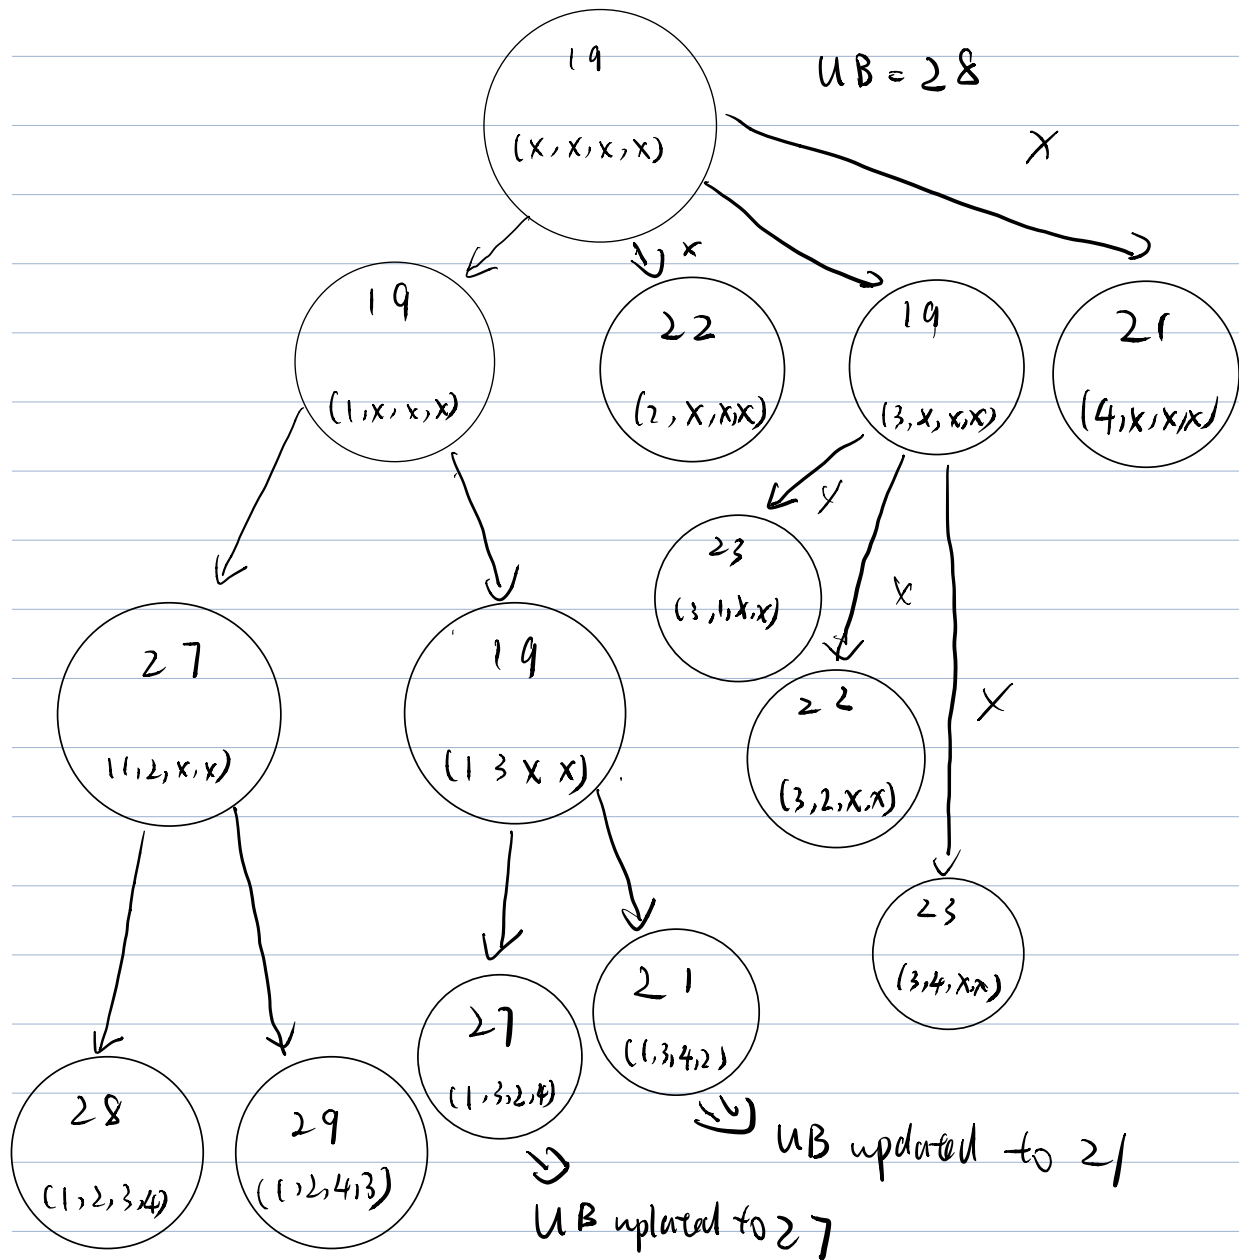 19
UB = 28
(x, x, x, x)
X
x
19
22
19
21
(1, x, x, x)
(2, x, x, x)
(3, x, x, x)
(4, x, x, x)
x
23
(3, 1, x, x)
x
27
19
22
x
(1, 2, x, x)
(1 3 x x)
(3, 2, x, x)
23
(3, 4, x, x)
21
27
(1, 3, 4, 2)
28
29
(1, 3, 2, 4)
UB updated to 21
(1, 2, 3, 4)
(1, 2, 4, 3)
UB uplated to 27